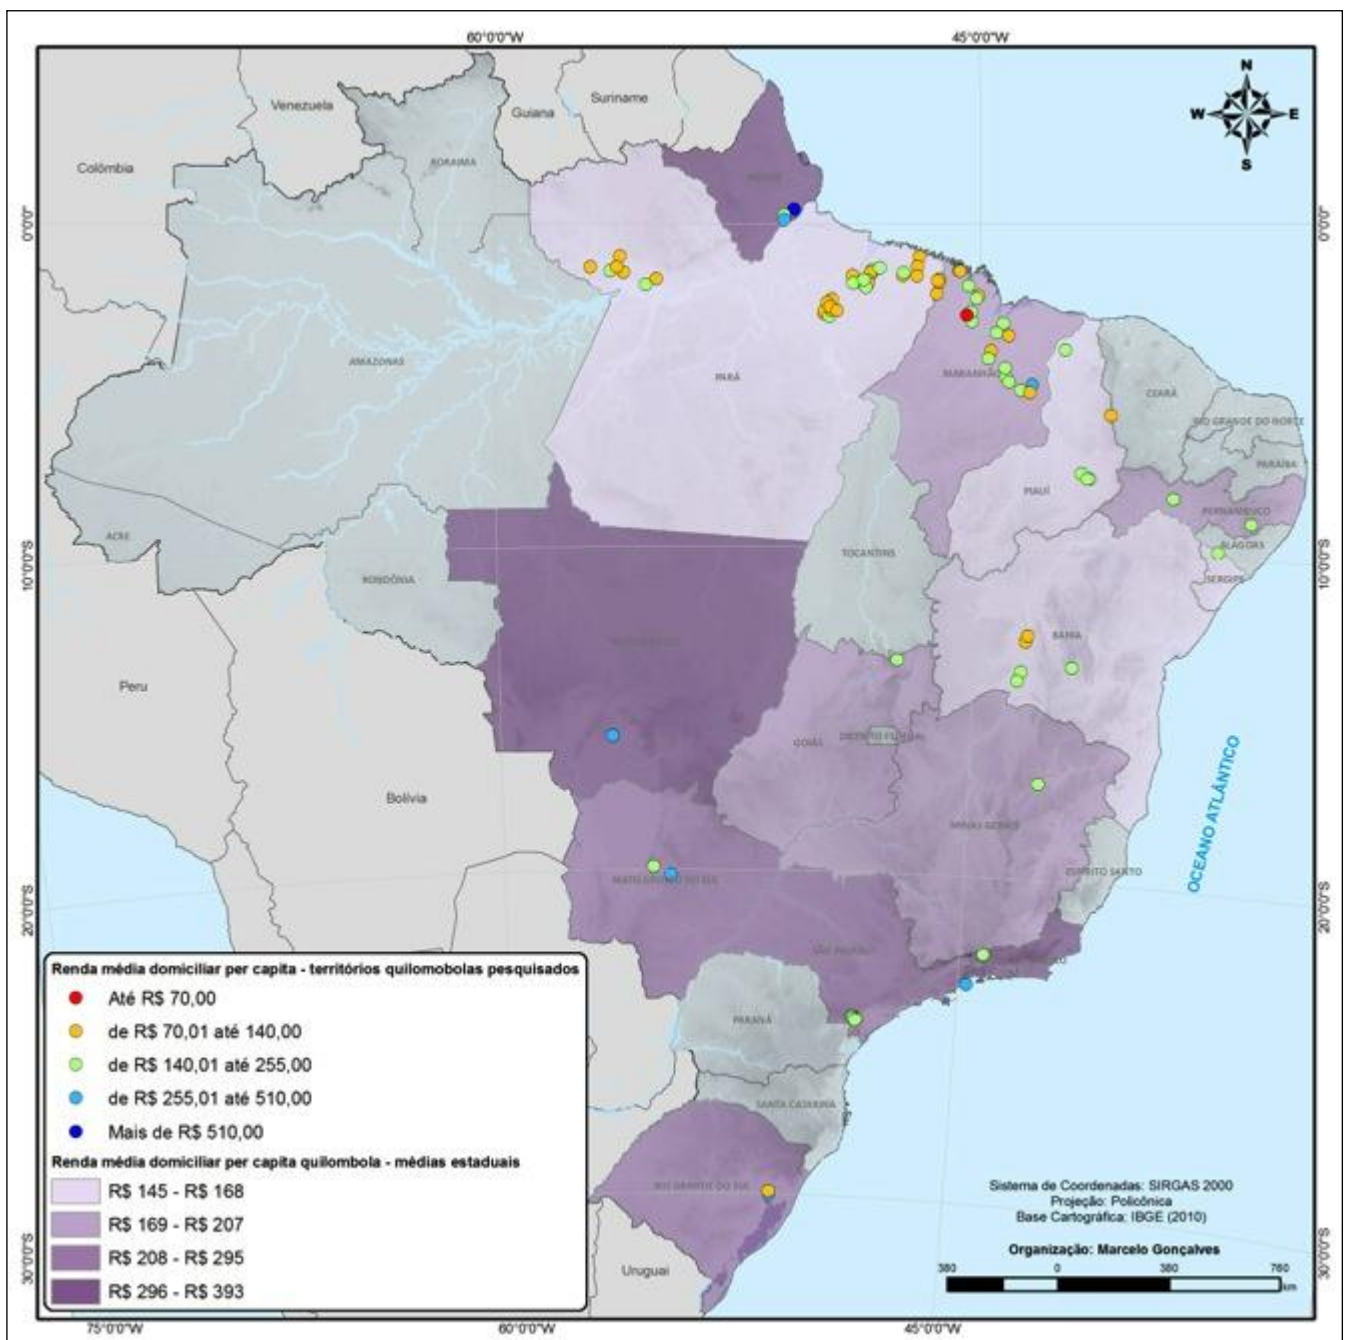 60°0'0"W
45°0'0"W
N
W
E
S
Venezuela
Guiana
Suriname
Colômbia
RORAIMA
AMAPÁ
0°0'0"
0°0'0"
AMAZONAS
PARÁ
MARANHÃO
CEARÁ
RIO GRANDE DO NORTE
PARAÍBA
PIAUÍ
PERNAMBUCO
ALAGOAS
SERGIPE
ACRE
RONDÔNIA
TOCANTINS
10°0'0"S
10°0'0"S
BAHIA
Peru
GOIÁS
DISTRITO FEDERAL
Bolívia
MINAS GERAIS
OCEANO ATLÂNTICO
ESPÍRITO SANTO
MATO GROSSO DO SUL
20°0'0"S
20°0'0"S
SÃO PAULO
PARANÁ
SANTA CATARINA
RIO GRANDE DO SUL
Uruguai
30°0'0"S
30°0'0"S
Renda média domiciliar per capita - territórios quilomobolas pesquisados
Até R$ 70,00
de R$ 70,01 até 140,00
de R$ 140,01 até 255,00
de R$ 255,01 até 510,00
Mais de R$ 510,00
Renda média domiciliar per capita quilombola - médias estaduais
R$ 145 - R$ 168
R$ 169 - R$ 207
R$ 208 - R$ 295
R$ 296 - R$ 393
Sistema de Coordenadas: SIRGAS 2000
Projeção: Policônica
Base Cartográfica: IBGE (2010)
Organização: Marcelo Gonçalves
380 0 380 760
km
75°0'0"W
60°0'0"W
45°0'0"W